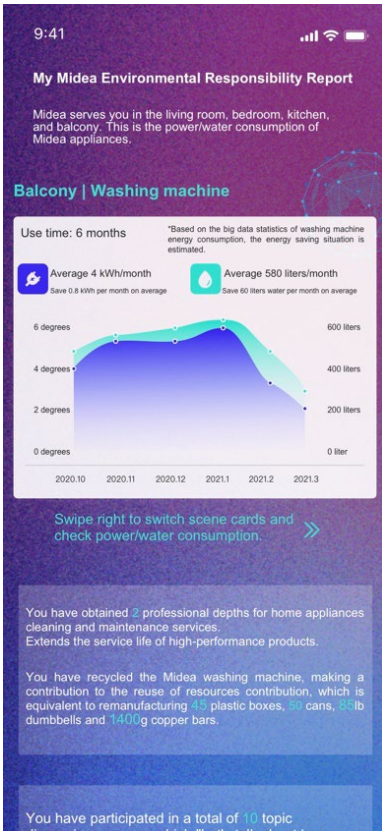 9:41
My Midea Environmental Responsibility Report
Midea serves you in the living room, bedroom, kitchen,
and balcony. This is the power/water consumption of
Midea appliances.
Balcony | Washing machine
Use time: 6 months
*Based on the big data statistics of washing machine
energy consumption, the energy saving situation is
estimated.
Average 4 kWh/month
Save 0.8 kWh per month on average
Average 580 liters/month
Save 60 liters water per month on average
6 degrees
600 liters
4 degrees
400 liters
2 degrees
200 liters
0 degrees
0 liter
2020.10 2020.11 2020.12 2021.1 2021.2 2021.3
Swipe right to switch scene cards and
check power/water consumption.
You have obtained 2 professional depths for home appliances
cleaning and maintenance services.
Extends the service life of high-performance products.
You have recycled the Midea washing machine, making a
contribution to the reuse of resources contribution, which is
equivalent to remanufacturing 45 plastic boxes, 50 cans, 85lb
dumbbells and 1400g copper bars.
You have participated in a total of 10 topic